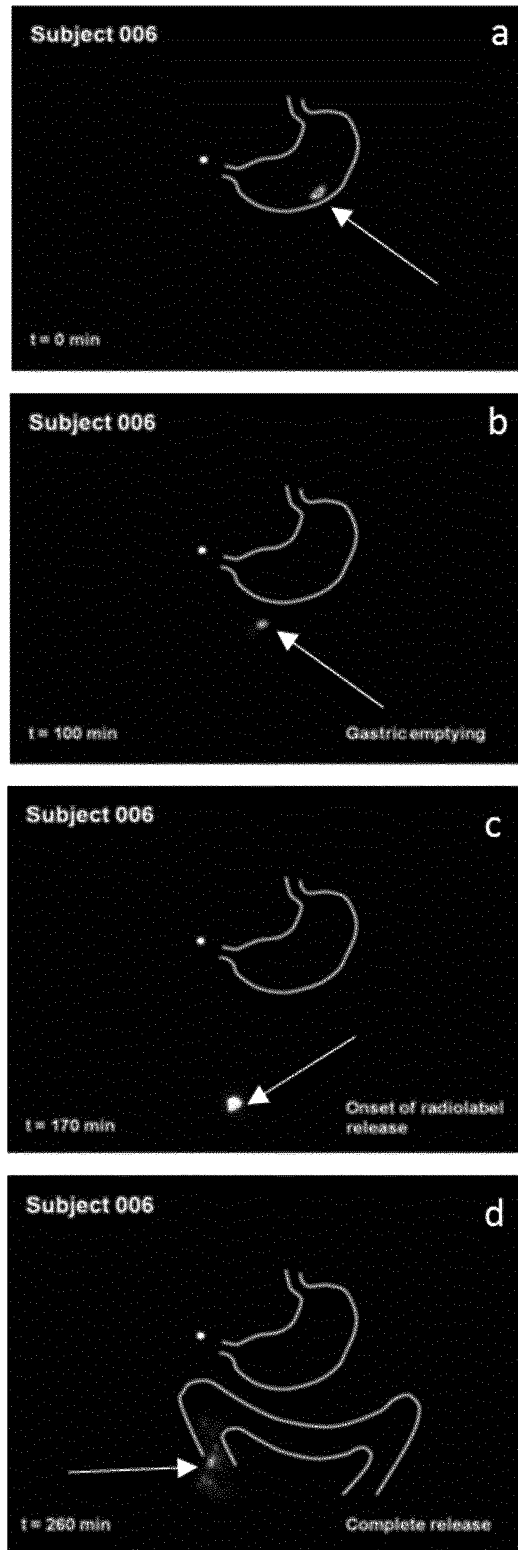 Subject 006
a
t = 0 min
Subject 006
b
t = 100 min
Gastric emptying
Subject 006
c
t = 170 min
Onset of radiolabel
release
Subject 006
d
t = 260 min
Complete release